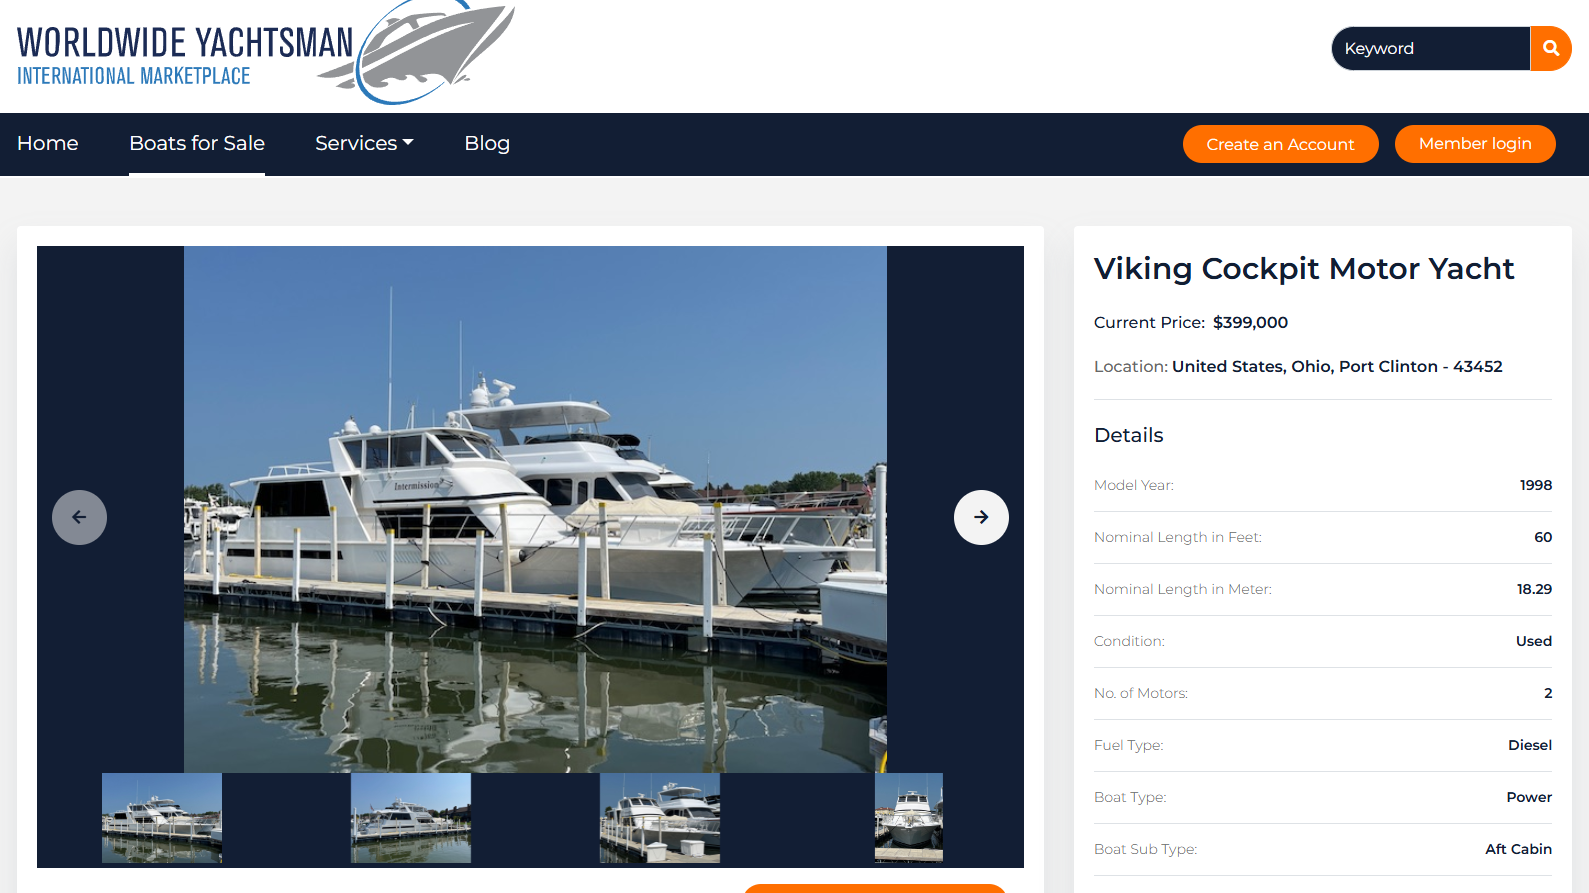 WORLDWIDE YACHTSMAN
INTERNATIONAL MARKETPLACE
Keyword
Home
Boats for Sale
Services
Blog
Create an Account
Member login
Intermission
Viking Cockpit Motor Yacht
Current Price: $399,000
Location: United States, Ohio, Port Clinton - 43452
Details
Model Year: 1998
Nominal Length in Feet: 60
Nominal Length in Meter: 18.29
Condition: Used
No. of Motors: 2
Fuel Type: Diesel
Boat Type: Power
Boat Sub Type: Aft Cabin